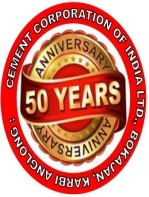 CEMENT CORPORATION OF INDIA LTD., BOKAJAN, KARBI ANGLONG :
ANNIVERSARY
50 YEARS
ANNIVERSARY